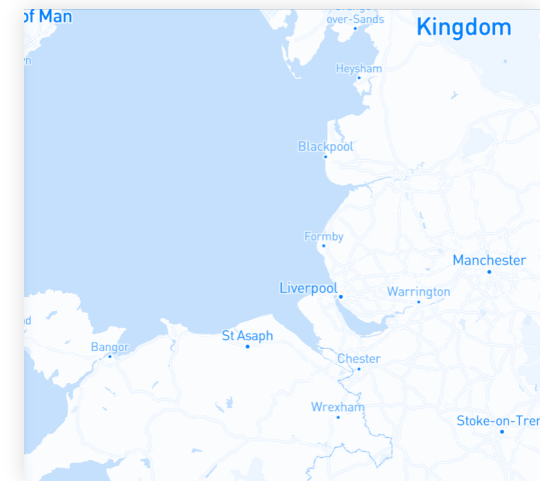 of Man
Kingdom
over-Sands
Heysham
Blackpool
Formby
Manchester
Liverpool
Warrington
St Asaph
Bangor
Chester
Wrexham
Stoke-on-Tren